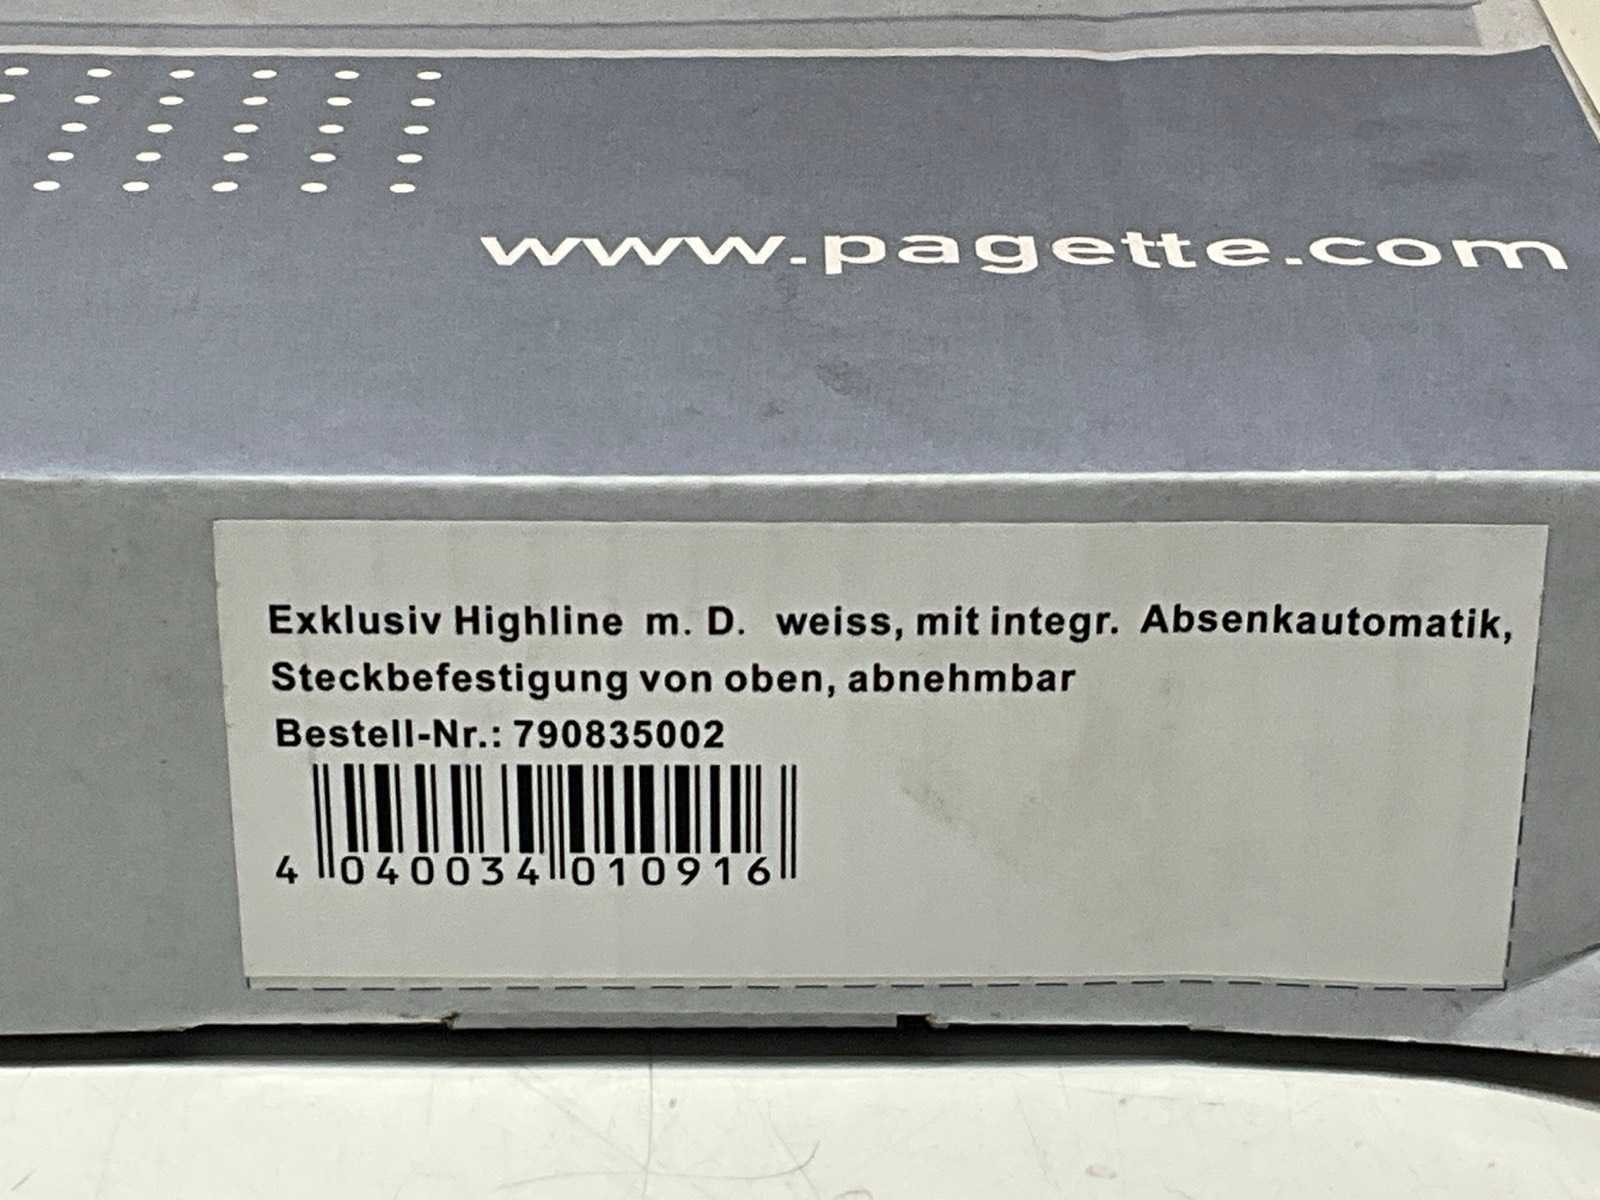 www.pagette.com
Exklusiv Highline m. D. weiss, mit integr. Absenkautomatik,
Steckbefestigung von oben, abnehmbar
Bestell-Nr.: 790835002
4 040034 010916